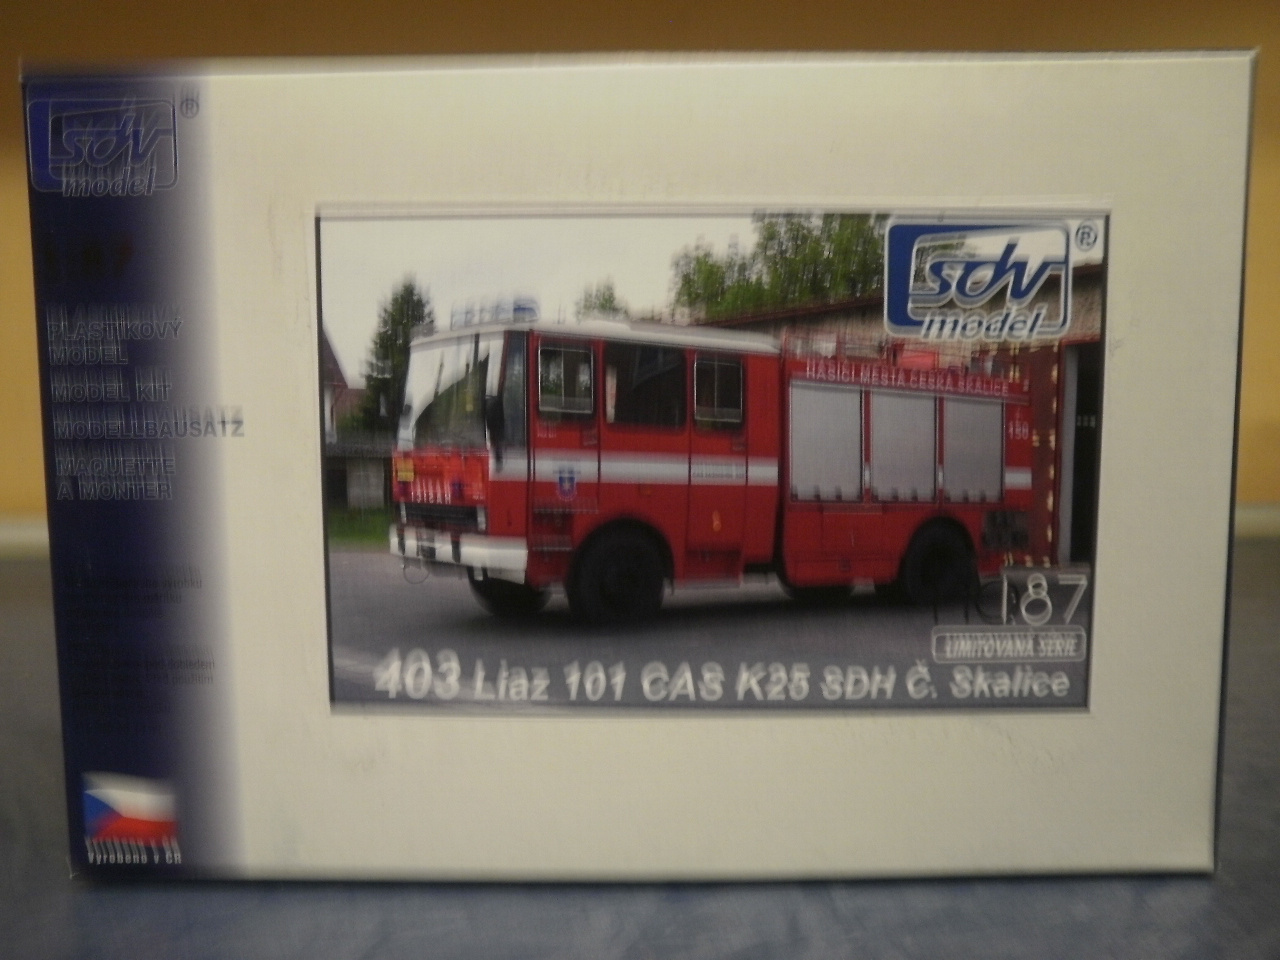 sdv ®
model
1:87
PLASTIKOVÝ
MODEL
MODEL KIT
MODELLBAUSATZ
MAQUETTE
A MONTER
Vyrobeno v ČR
sdv ®
model
HASIČI MĚSTA ČESKÁ SKALICE
150
H0 1:87
LIMITOVANÁ SÉRIE
403 Liaz 101 CAS K25 SDH Č. Skalice